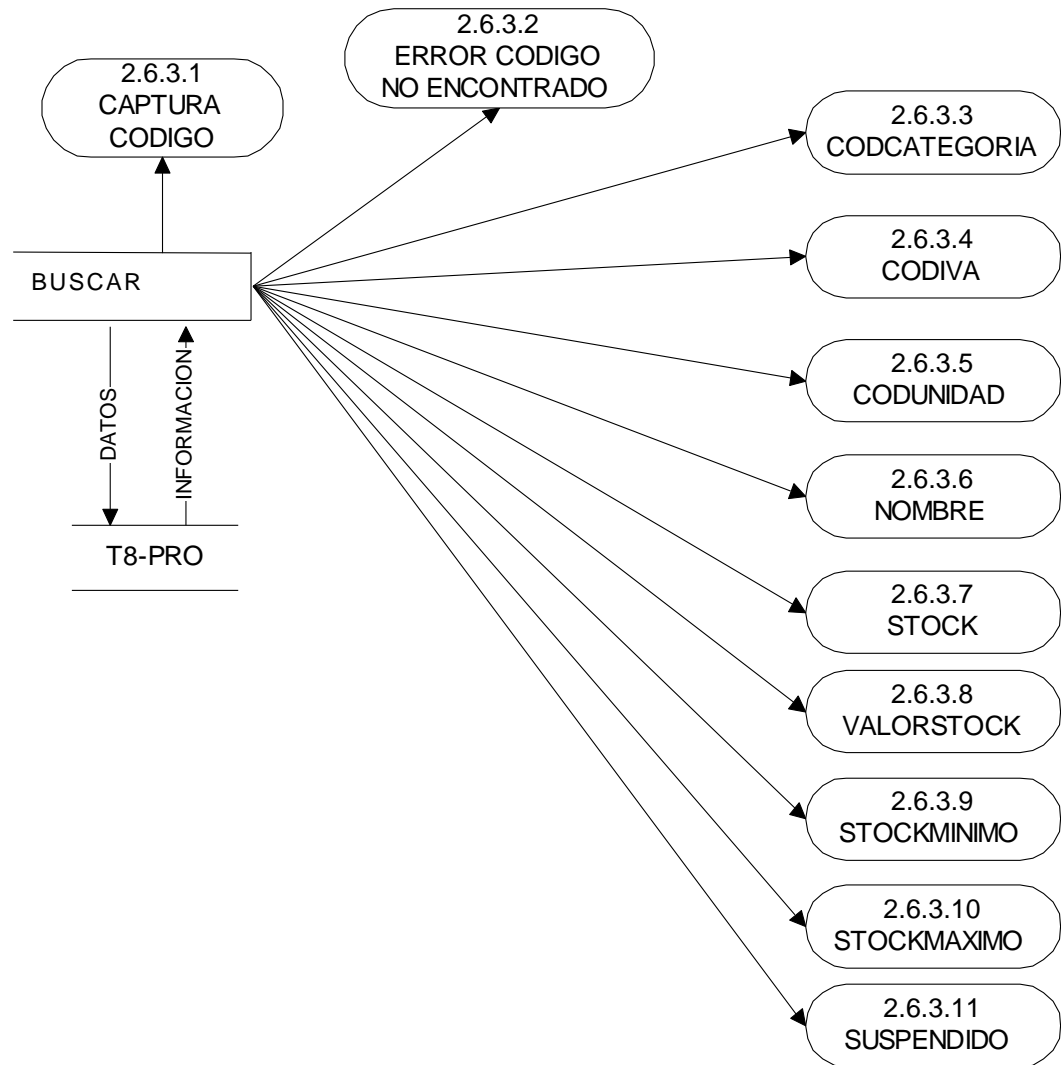 2.6.3.1
CAPTURA
CODIGO
2.6.3.2
ERROR CODIGO
NO ENCONTRADO
2.6.3.3
CODCATEGORIA
BUSCAR
2.6.3.4
CODIVA
DATOS
INFORMACION
2.6.3.5
CODUNIDAD
2.6.3.6
NOMBRE
T8-PRO
2.6.3.7
STOCK
2.6.3.8
VALORSTOCK
2.6.3.9
STOCKMINIMO
2.6.3.10
STOCKMAXIMO
2.6.3.11
SUSPENDIDO